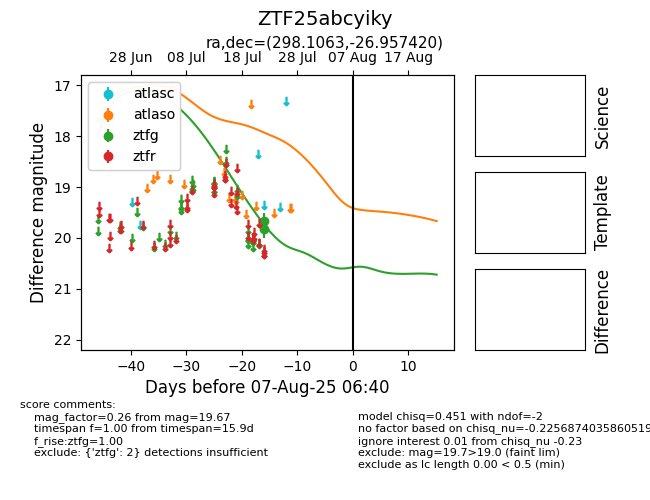 ZTF25abcyiky
ra,dec=(298.1063,-26.957420)
28 Jun 08 Jul 18 Jul 28 Jul 07 Aug 17 Aug
17
18
19
20
21
22
Difference magnitude
atlasc
atlaso
ztfg
ztfr
−40 −30 −20 −10 0 10
Days before 07-Aug-25 06:40
Science
Template
Difference
score comments:
mag_factor=0.26 from mag=19.67
timespan f=1.00 from timespan=15.9d
f_rise:ztfg=1.00
exclude: {'ztfg': 2} detections insufficient
model chisq=0.451 with ndof=-2
no factor based on chisq_nu=-0.2256874035860519
ignore interest 0.01 from chisq_nu -0.23
exclude: mag=19.7>19.0 (faint lim)
exclude as lc length 0.00 < 0.5 (min)